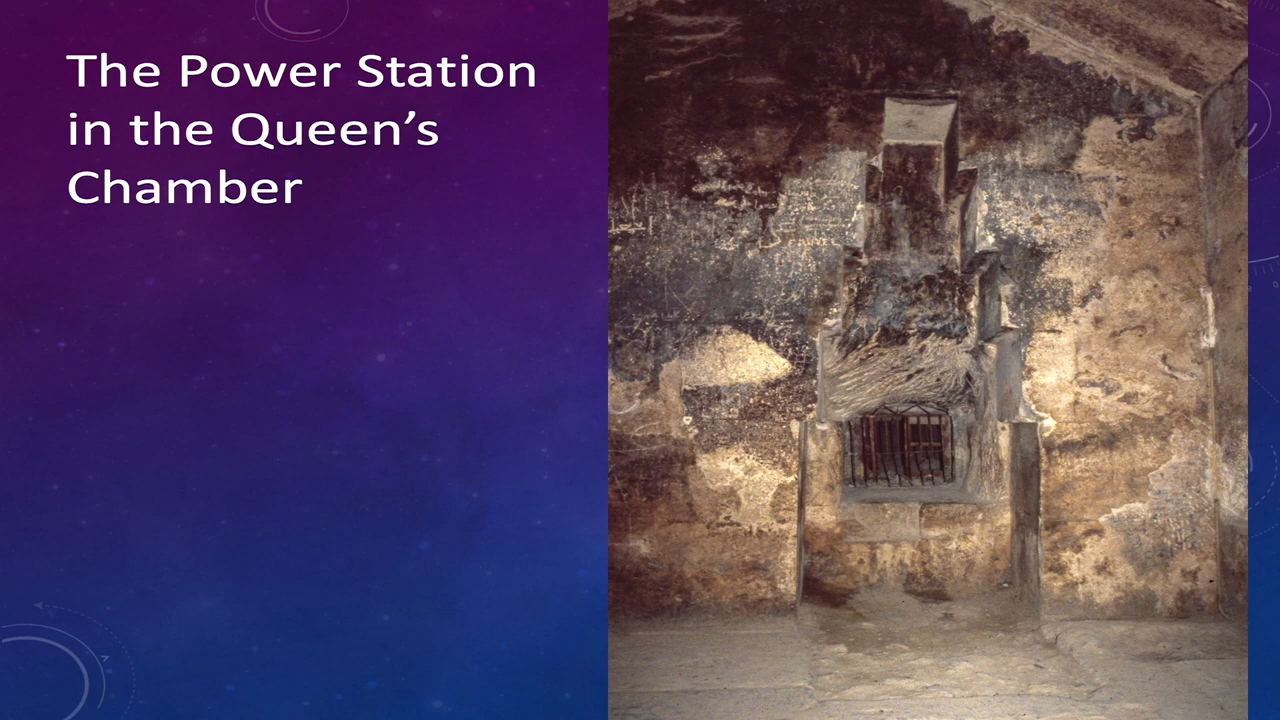 The Power Station
in the Queen’s
Chamber